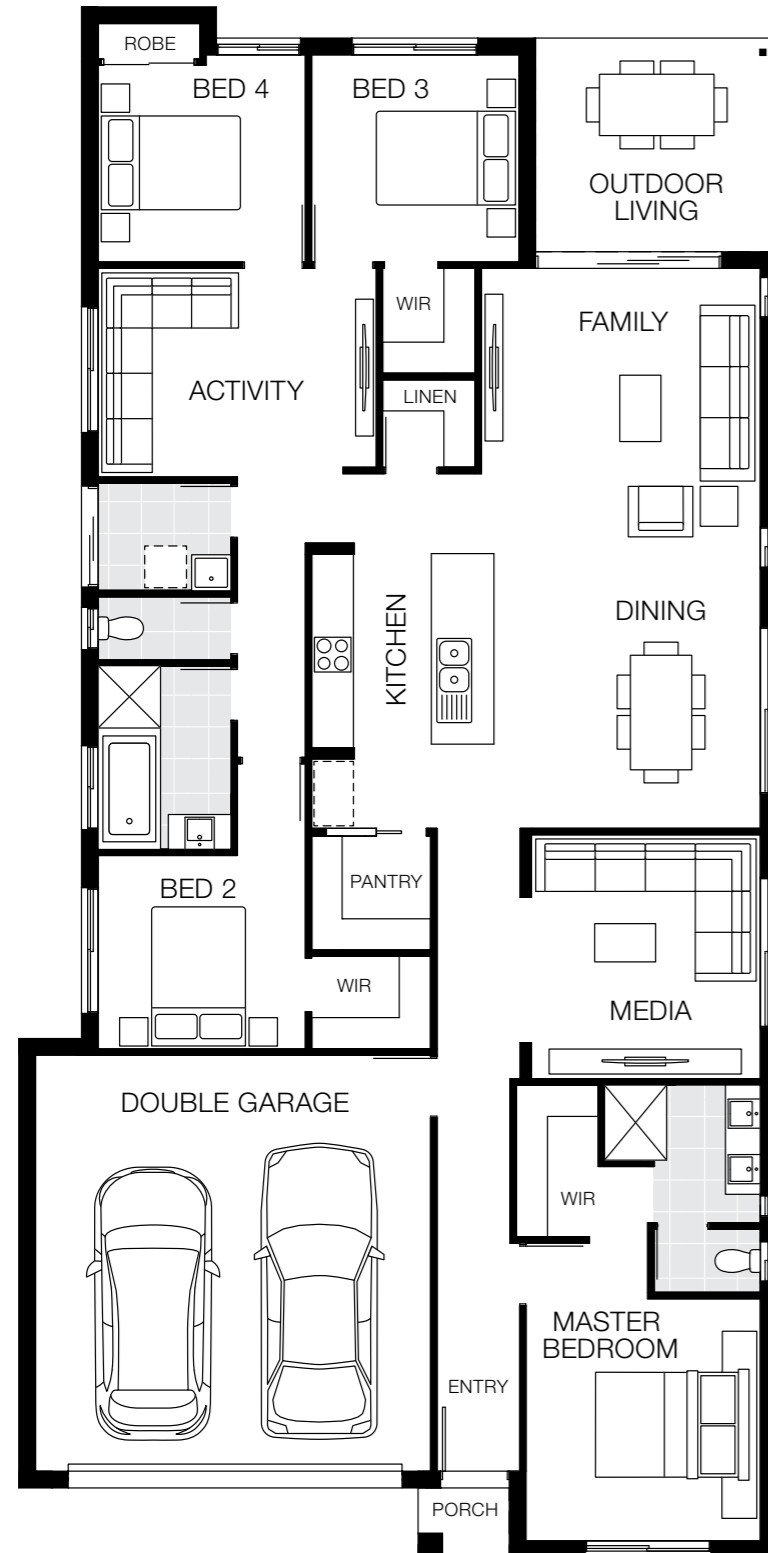 ROBE
BED 4
BED 3
OUTDOOR
LIVING
WIR
FAMILY
ACTIVITY
LINEN
KITCHEN
DINING
PANTRY
BED 2
WIR
MEDIA
DOUBLE GARAGE
WIR
MASTER
BEDROOM
ENTRY
PORCH